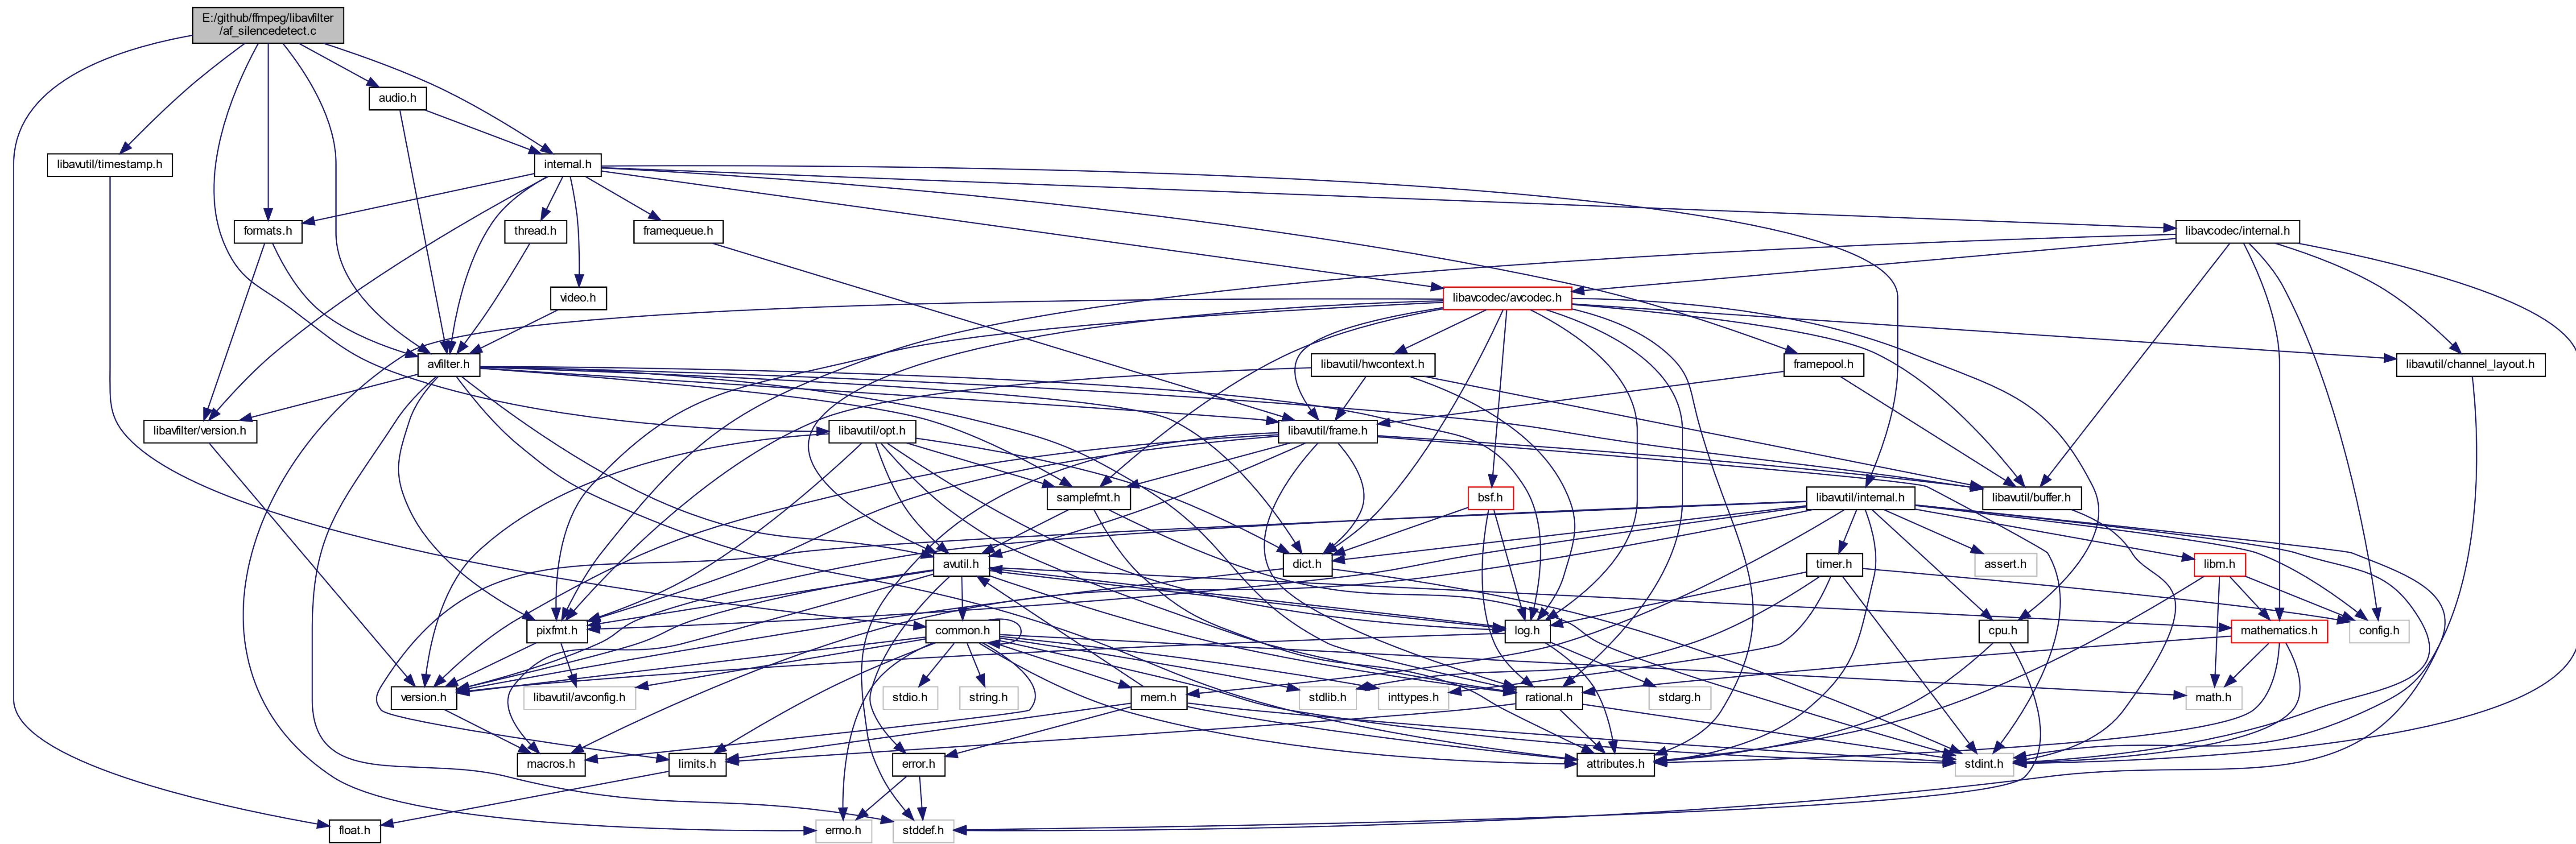 E:/github/ffmpeg/libavfilter
/af_silencedetect.c
audio.h
libavutil/timestamp.h
internal.h
formats.h
thread.h
framequeue.h
libavcodec/internal.h
video.h
libavcodec/avcodec.h
avfilter.h
libavutil/hwcontext.h
framepool.h
libavutil/channel_layout.h
libavfilter/version.h
libavutil/opt.h
libavutil/frame.h
samplefmt.h
bsf.h
libavutil/internal.h
libavutil/buffer.h
avutil.h
dict.h
timer.h
assert.h
libm.h
pixfmt.h
common.h
log.h
cpu.h
mathematics.h
config.h
version.h
libavutil/avconfig.h
stdio.h
string.h
mem.h
stdlib.h
inttypes.h
rational.h
stdarg.h
math.h
macros.h
limits.h
error.h
attributes.h
stdint.h
float.h
errno.h
stddef.h